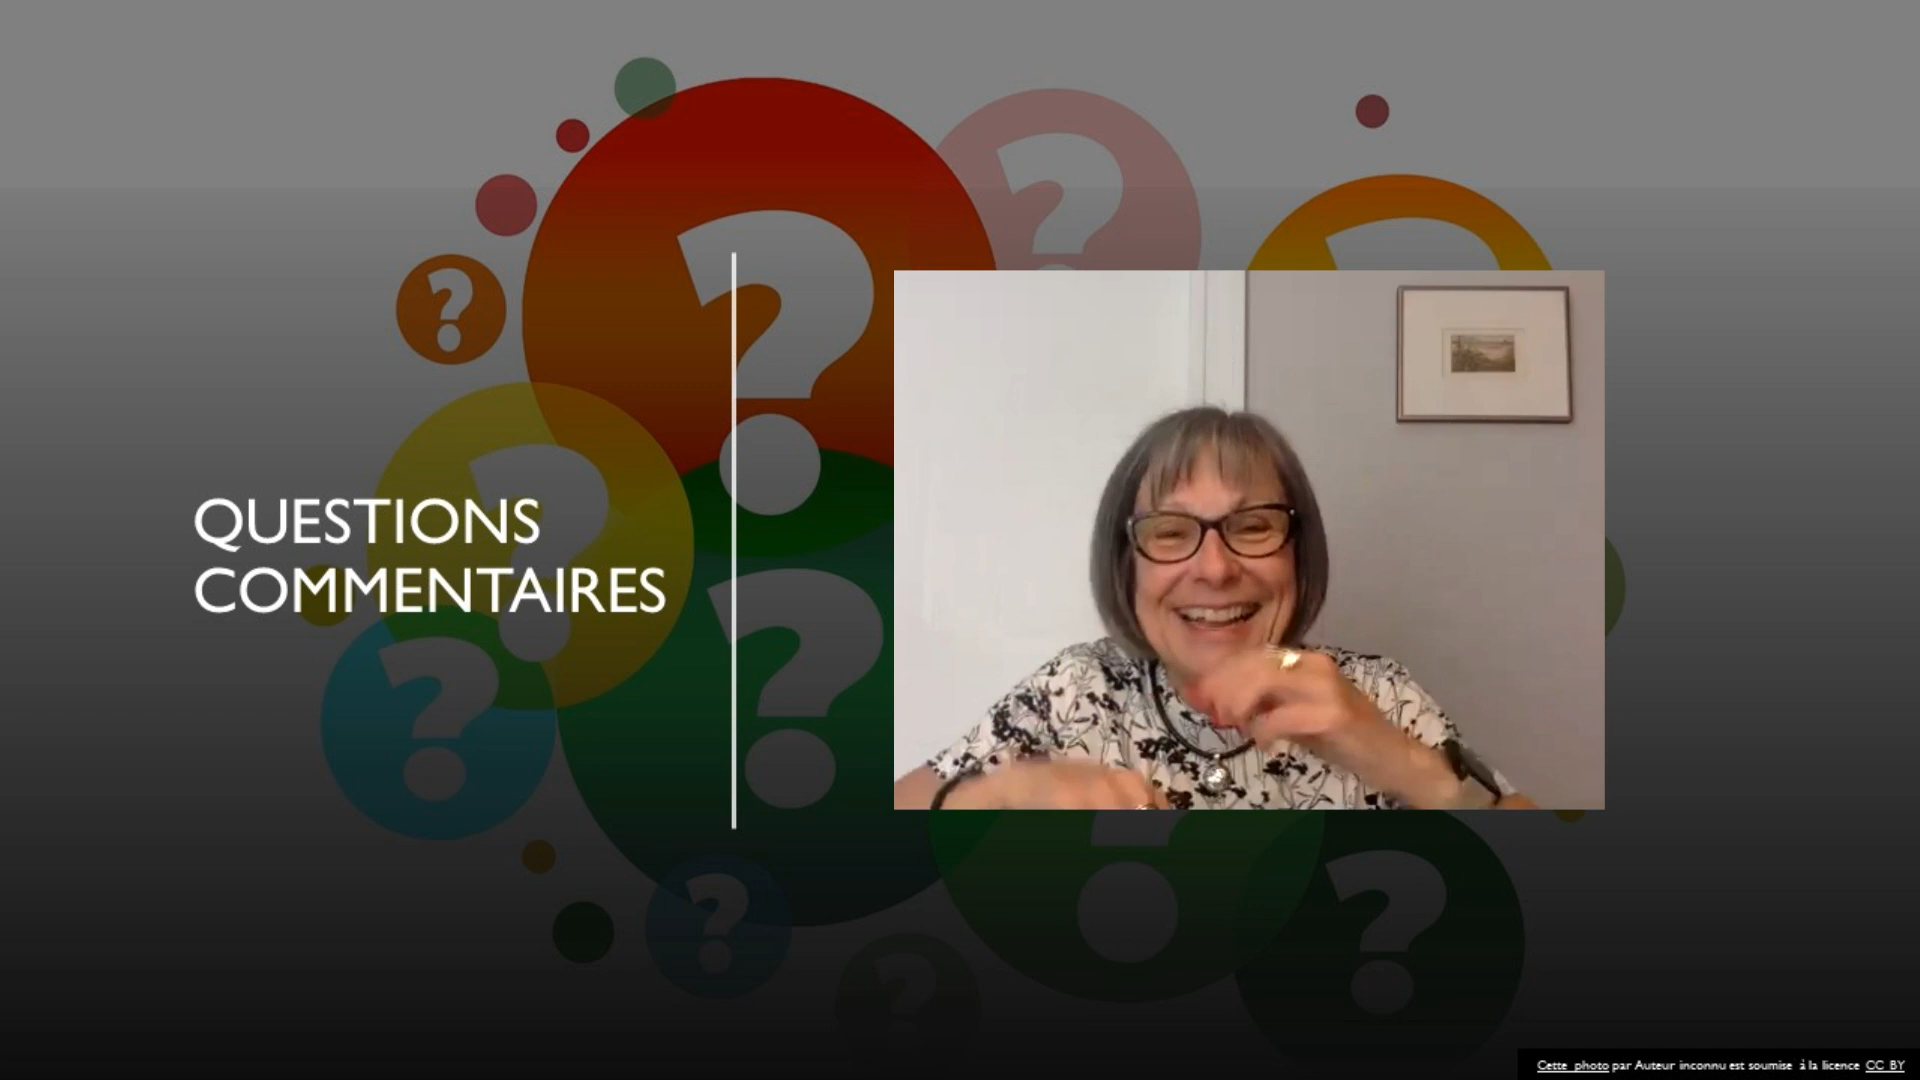 QUESTIONS
COMMENTAIRES
Cette photo par Auteur inconnu est soumise à la licence CC BY